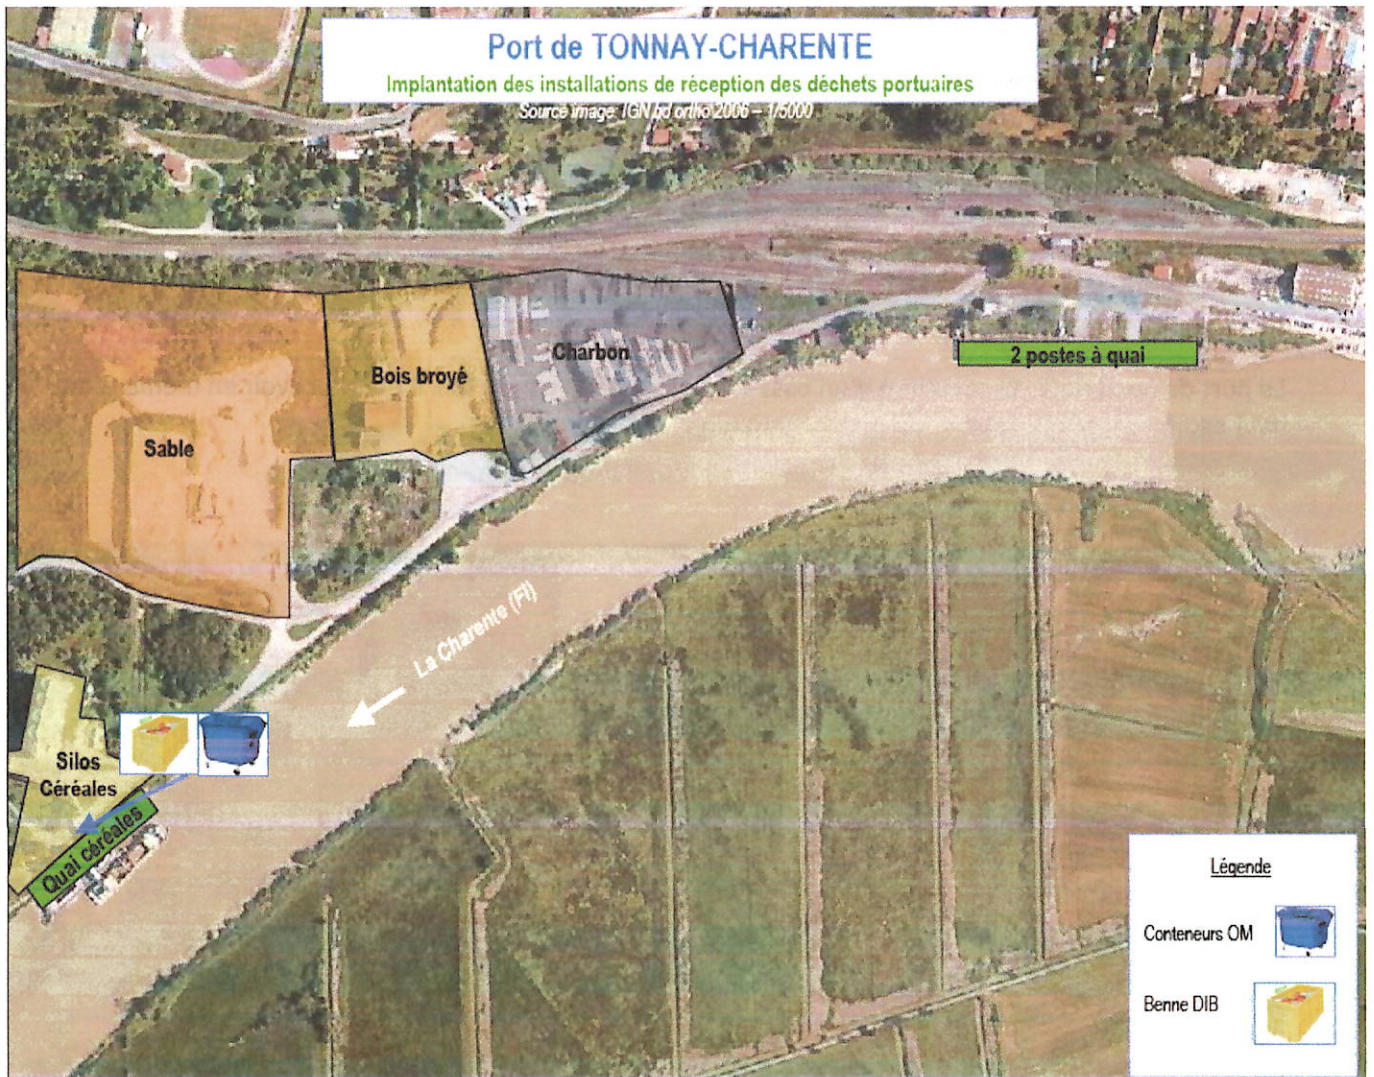 Port de TONNAY-CHARENTE
Implantation des installations de réception des déchets portuaires
Source image: IGN bd ortho 2006 – 1/5000
2 postes à quai
Charbon
Bois broyé
Sable
La Charente (Fl)
Silos
Céréales
Quai céréales
Légende
Conteneurs OM
Benne DIB